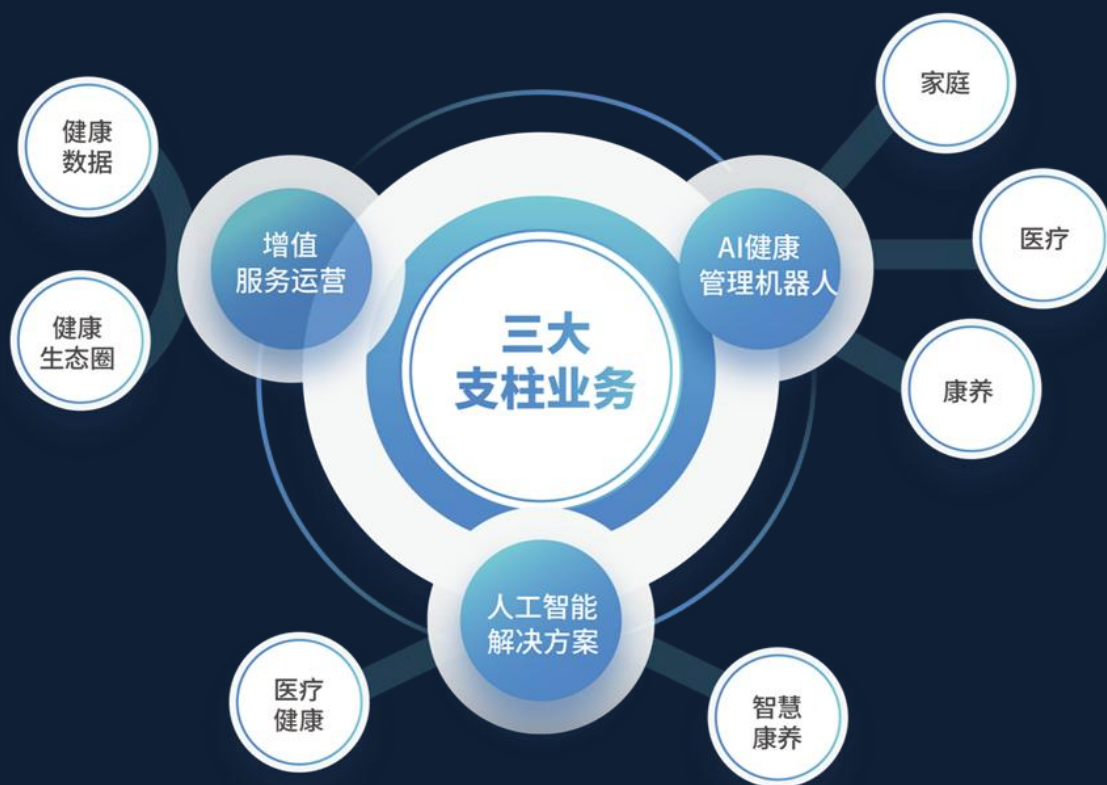 三大
支柱业务
增值
服务运营
健康
数据
健康
生态圈
AI健康
管理机器人
家庭
医疗
康养
人工智能
解决方案
医疗
健康
智慧
康养